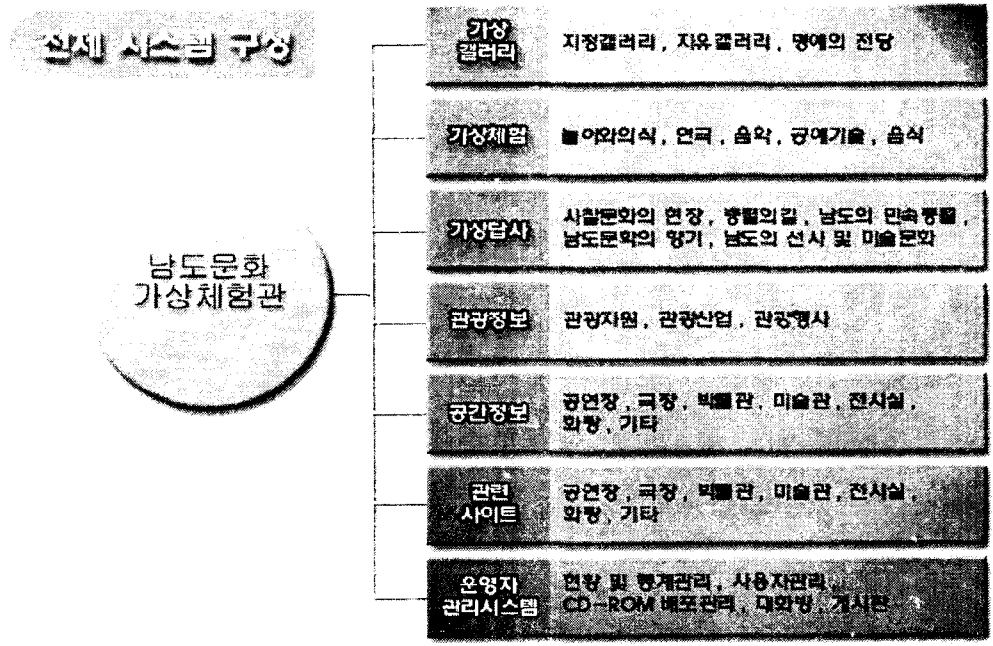 전체 시스템 구상
남도문화
가상체험관
가상
갤러리
지정갤러리, 자유갤러리, 명예의 전당
가상체험
놀이와의식, 연극, 음악, 공예기술, 음식
가상답사
사찰문화의 현장, 남도의 민속
남도문학의 향기, 남도의 선사 및 미술문화
관광정보
관광자원, 관광산업, 관광행사
공간정보
공연장, 극장, 박물관, 미술관, 전시실,
화랑, 기타
관련
사이트
공연장, 극장, 박물관, 미술관, 전시실,
화랑, 기타
운영자
관리시스템
현황 및 통계관리, 사용자관리
CD-ROM 배포관리, 대화방, 게시판